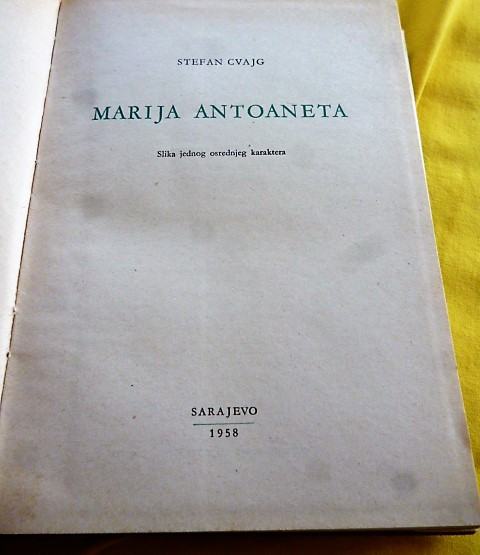 STEFAN CVAJG
MARIJA ANTOANETA
Slika jednog osrednjeg karaktera
SARAJEVO
1958